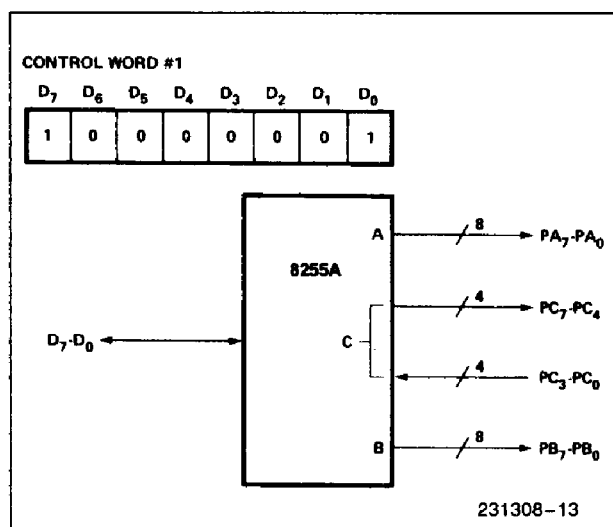 CONTROL WORD #1
D7 D6 D5 D4 D3 D2 D1 D0
1 0 0 0 0 0 0 1
A 8 PA7-PA0
8255A
4 PC7-PC4
D7-D0 C
4 PC3-PC0
B 8 PB7-PB0
231308-13